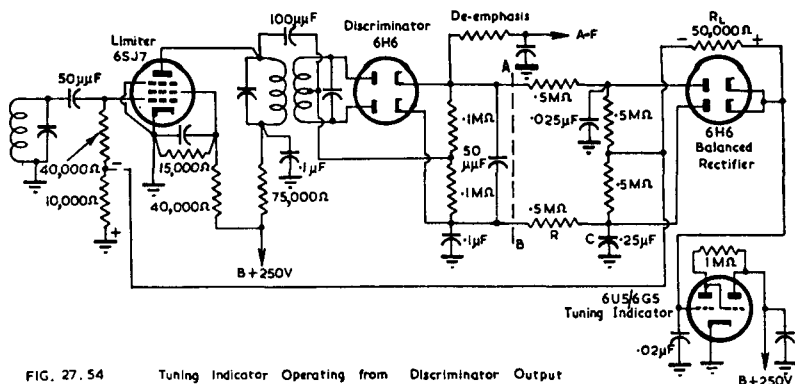 100μμF
Discriminator
6H6
De-emphasis
A-F
R_L
50,000Ω
-
+
Limiter
6SJ7
50μμF
A
.5MΩ
.1MΩ
.025μF
.5MΩ
6H6
Balanced
Rectifier
50
μμF
.1μF
15,000Ω
40,000Ω
-
75,000Ω
.1MΩ
.5MΩ
.5MΩ
10,000Ω
40,000Ω
R
C
.25μF
+
.1μF
B
1MΩ
B+250V
6U5/6G5
Tuning Indicator
.02μF
B+250V
FIG. 27.54 Tuning Indicator Operating from Discriminator Output